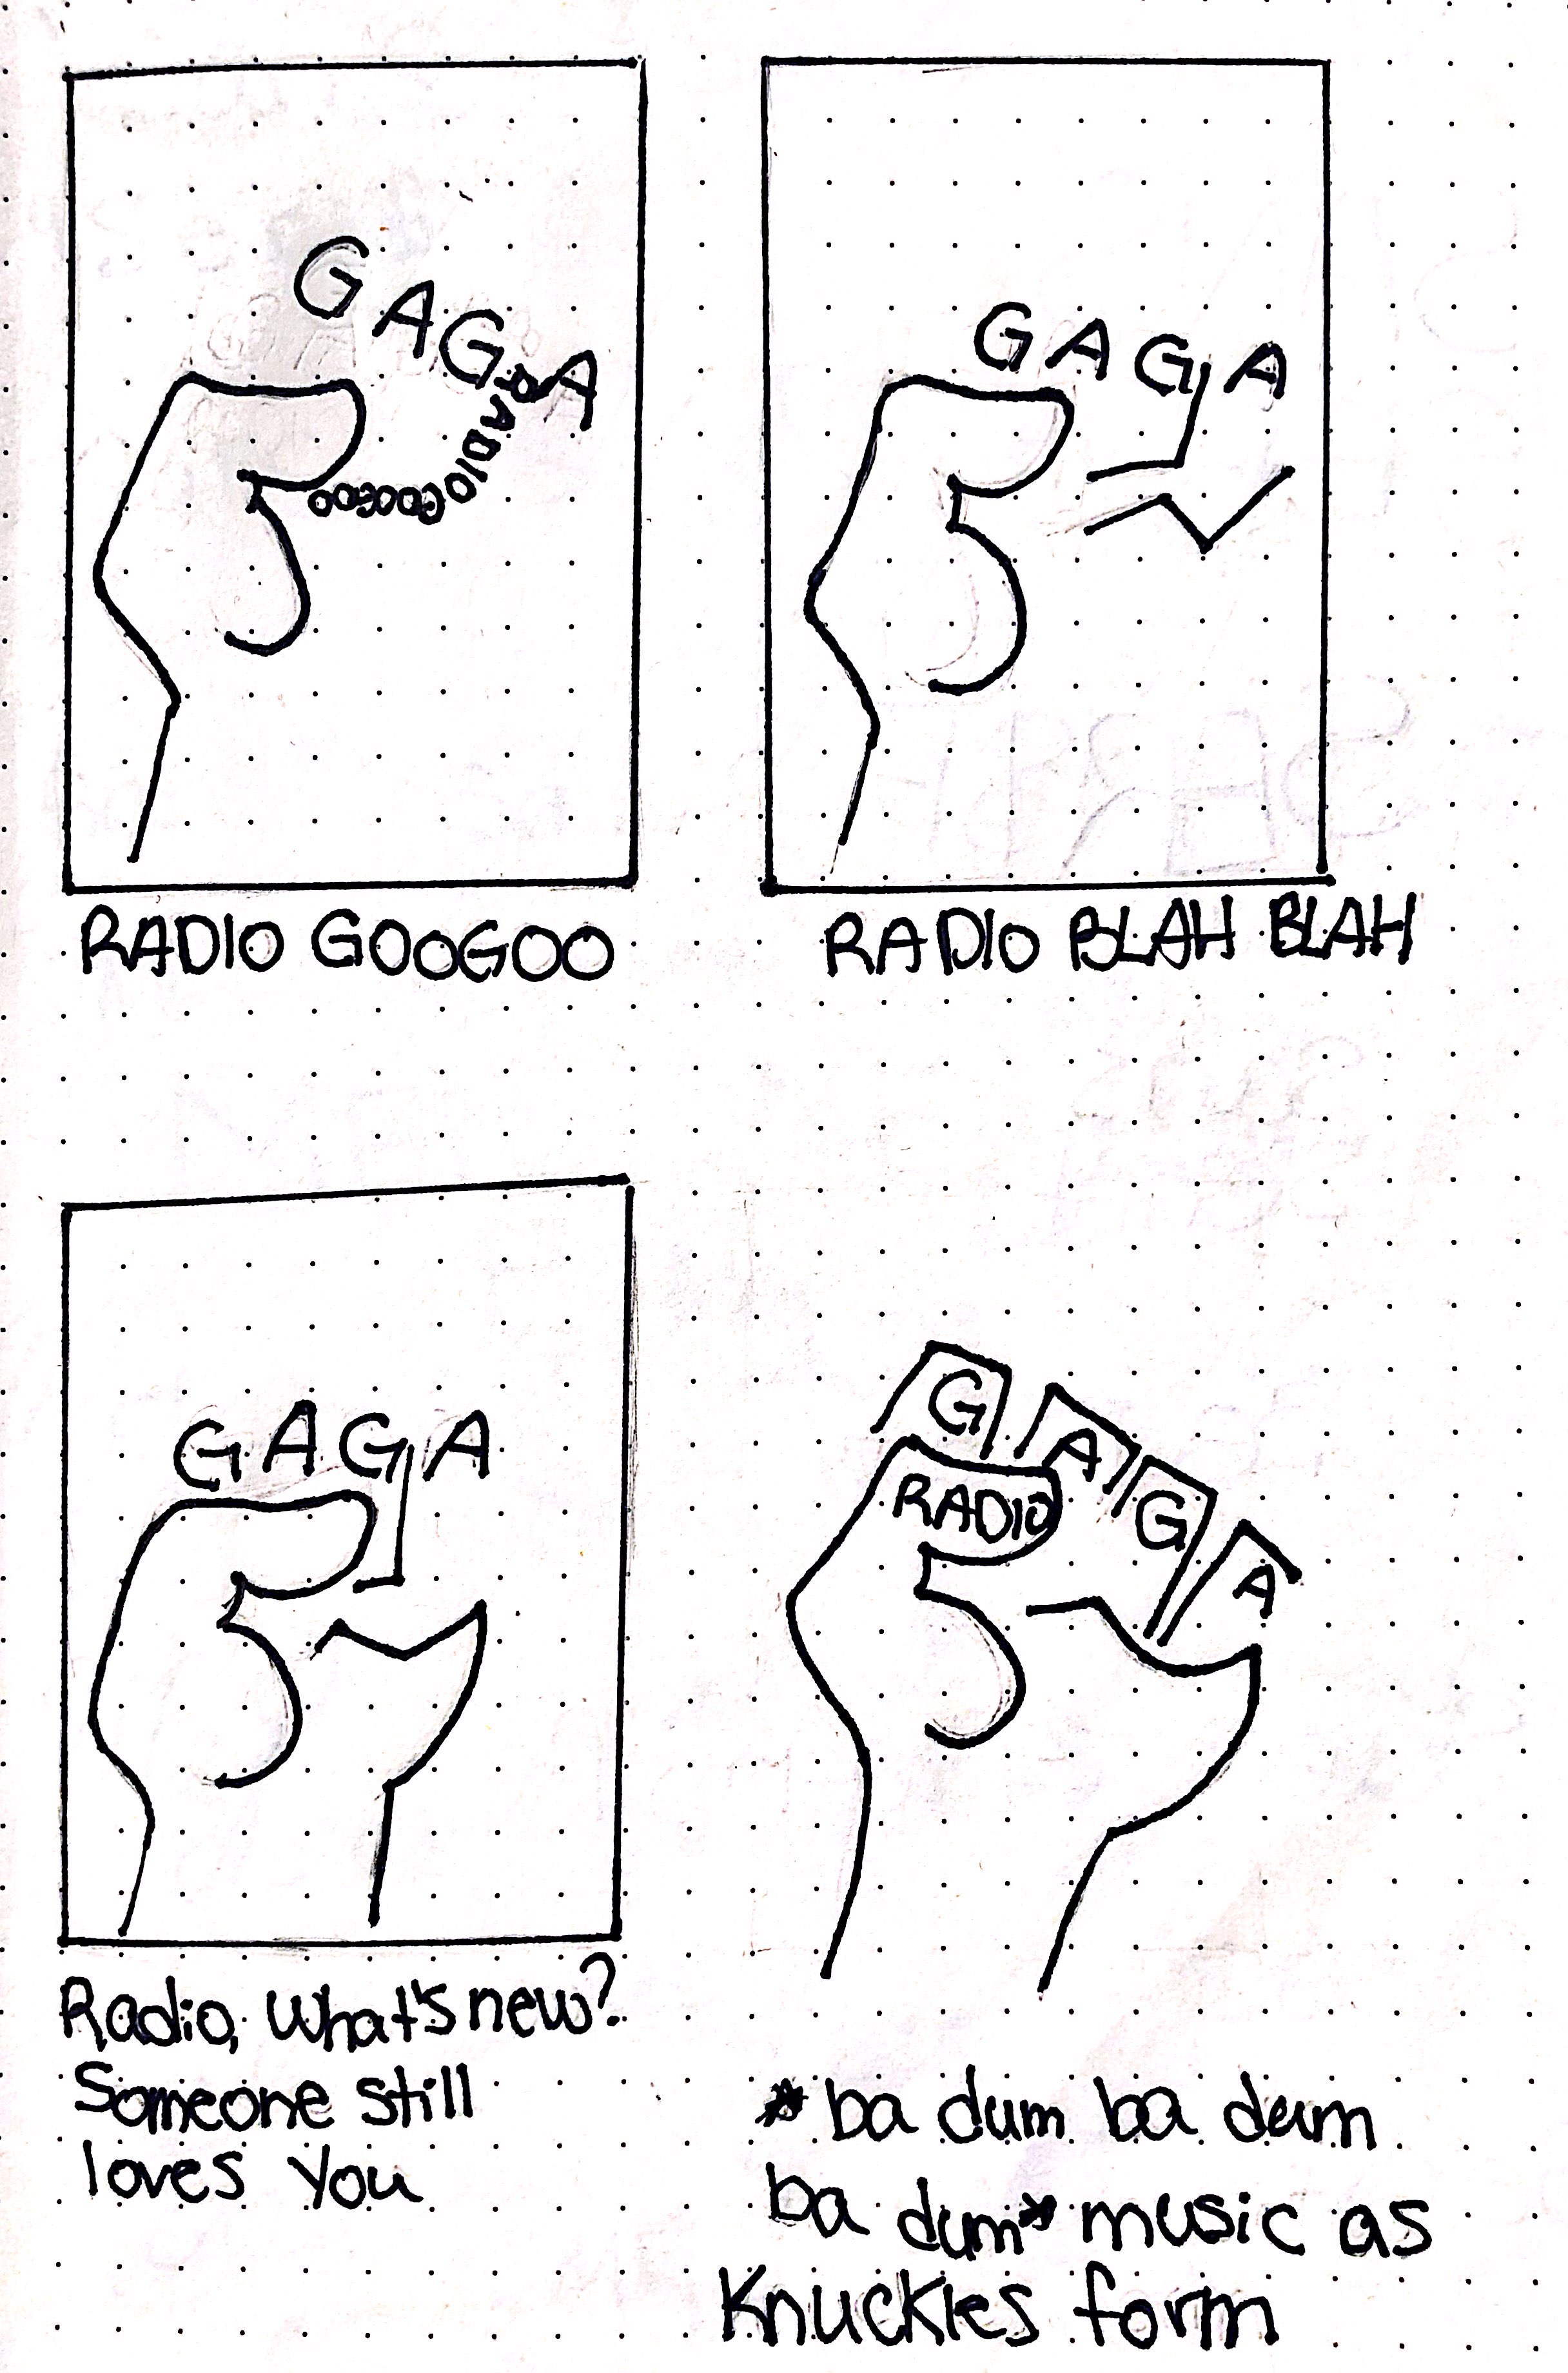 GAGA
RADIO GOOGOO
RADIO GOOGOO
GAGA
RADIO BLAH BLAH
GAGA
Radio, What's new?
Someone still
loves You
GAGA
RADIO
*ba dum ba dum
ba dum* music as
Knuckles form